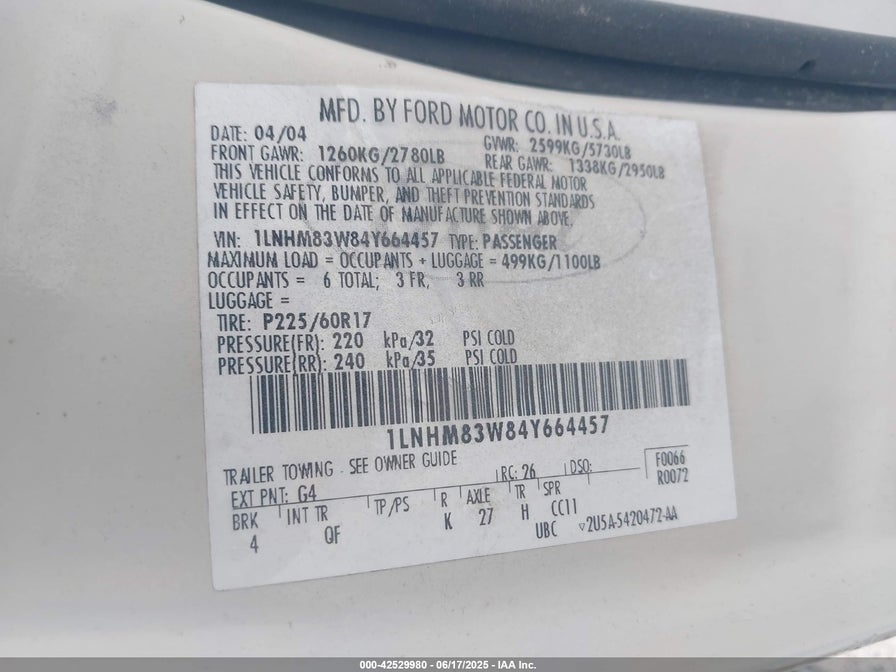 MFD. BY FORD MOTOR CO. IN U.S.A.
DATE: 04/04 GVWR: 2599KG/5730LB
FRONT GAWR: 1260KG/2780LB REAR GAWR: 1338KG/2950LB
THIS VEHICLE CONFORMS TO ALL APPLICABLE FEDERAL MOTOR
VEHICLE SAFETY, BUMPER, AND THEFT PREVENTION STANDARDS
IN EFFECT ON THE DATE OF MANUFACTURE SHOWN ABOVE.
VIN: 1LNHM83W84Y664457 TYPE: PASSENGER
MAXIMUM LOAD = OCCUPANTS + LUGGAGE = 499KG/1100LB
OCCUPANTS = 6 TOTAL; 3 FR, 3 RR
LUGGAGE =
TIRE: P225/60R17
PRESSURE(FR): 220 kPa/32 PSI COLD
PRESSURE(RR): 240 kPa/35 PSI COLD
1LNHM83W84Y664457
TRAILER TOWING - SEE OWNER GUIDE
EXT PNT: G4 RC: 26 DSO: F0066
R0072
BRK INT TR TP/PS R AXLE TR SPR
4 QF K 27 H CC11
UBC ▽2U5A-5420472-AA
000-42529980 - 06/17/2025 - IAA Inc.